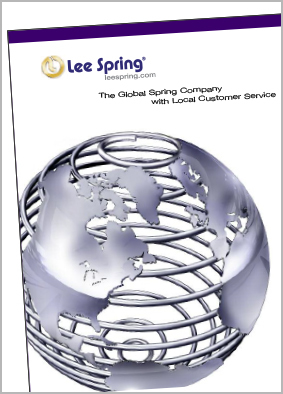 Lee Spring®
leespring.com
The Global Spring Company
with Local Customer Service